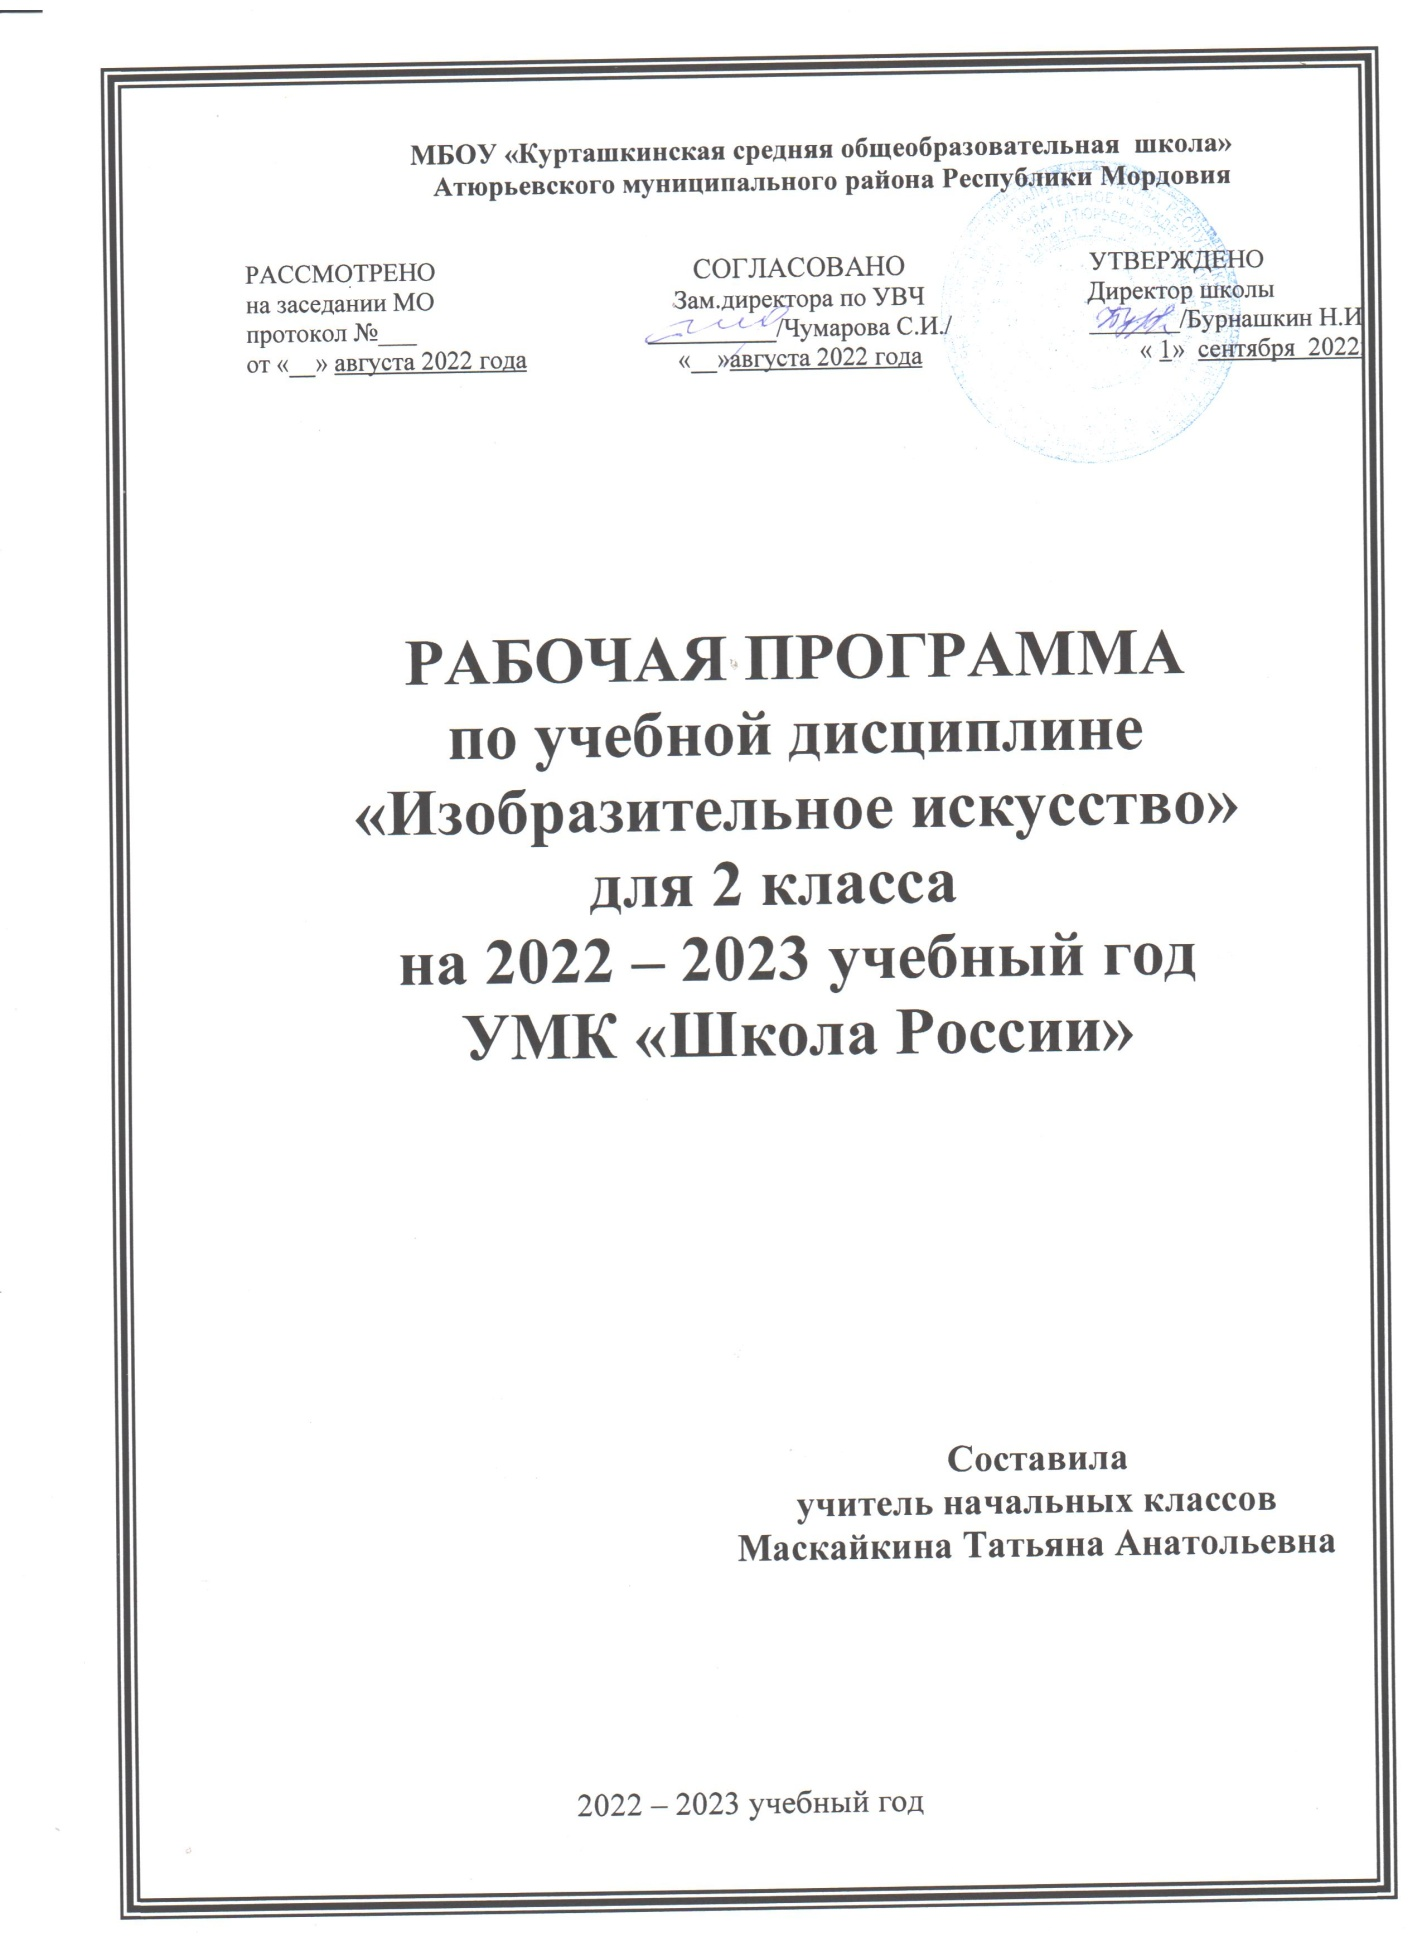 МБОУ «Курташкинская средняя общеобразовательная школа»
Атюрьевского муниципального района Республики Мордовия
РАССМОТРЕНО
на заседании МО
протокол №___
от «__» августа 2022 года
СОГЛАСОВАНО
Зам.директора по УВЧ
__________/Чумарова С.И./
«__»августа 2022 года
УТВЕРЖДЕНО
Директор школы
_______/Бурнашкин Н.И
« 1» сентября 2022
РАБОЧАЯ ПРОГРАММА
по учебной дисциплине
«Изобразительное искусство»
для 2 класса
на 2022 – 2023 учебный год
УМК «Школа России»
Составила
учитель начальных классов
Маскайкина Татьяна Анатольевна
2022 – 2023 учебный год